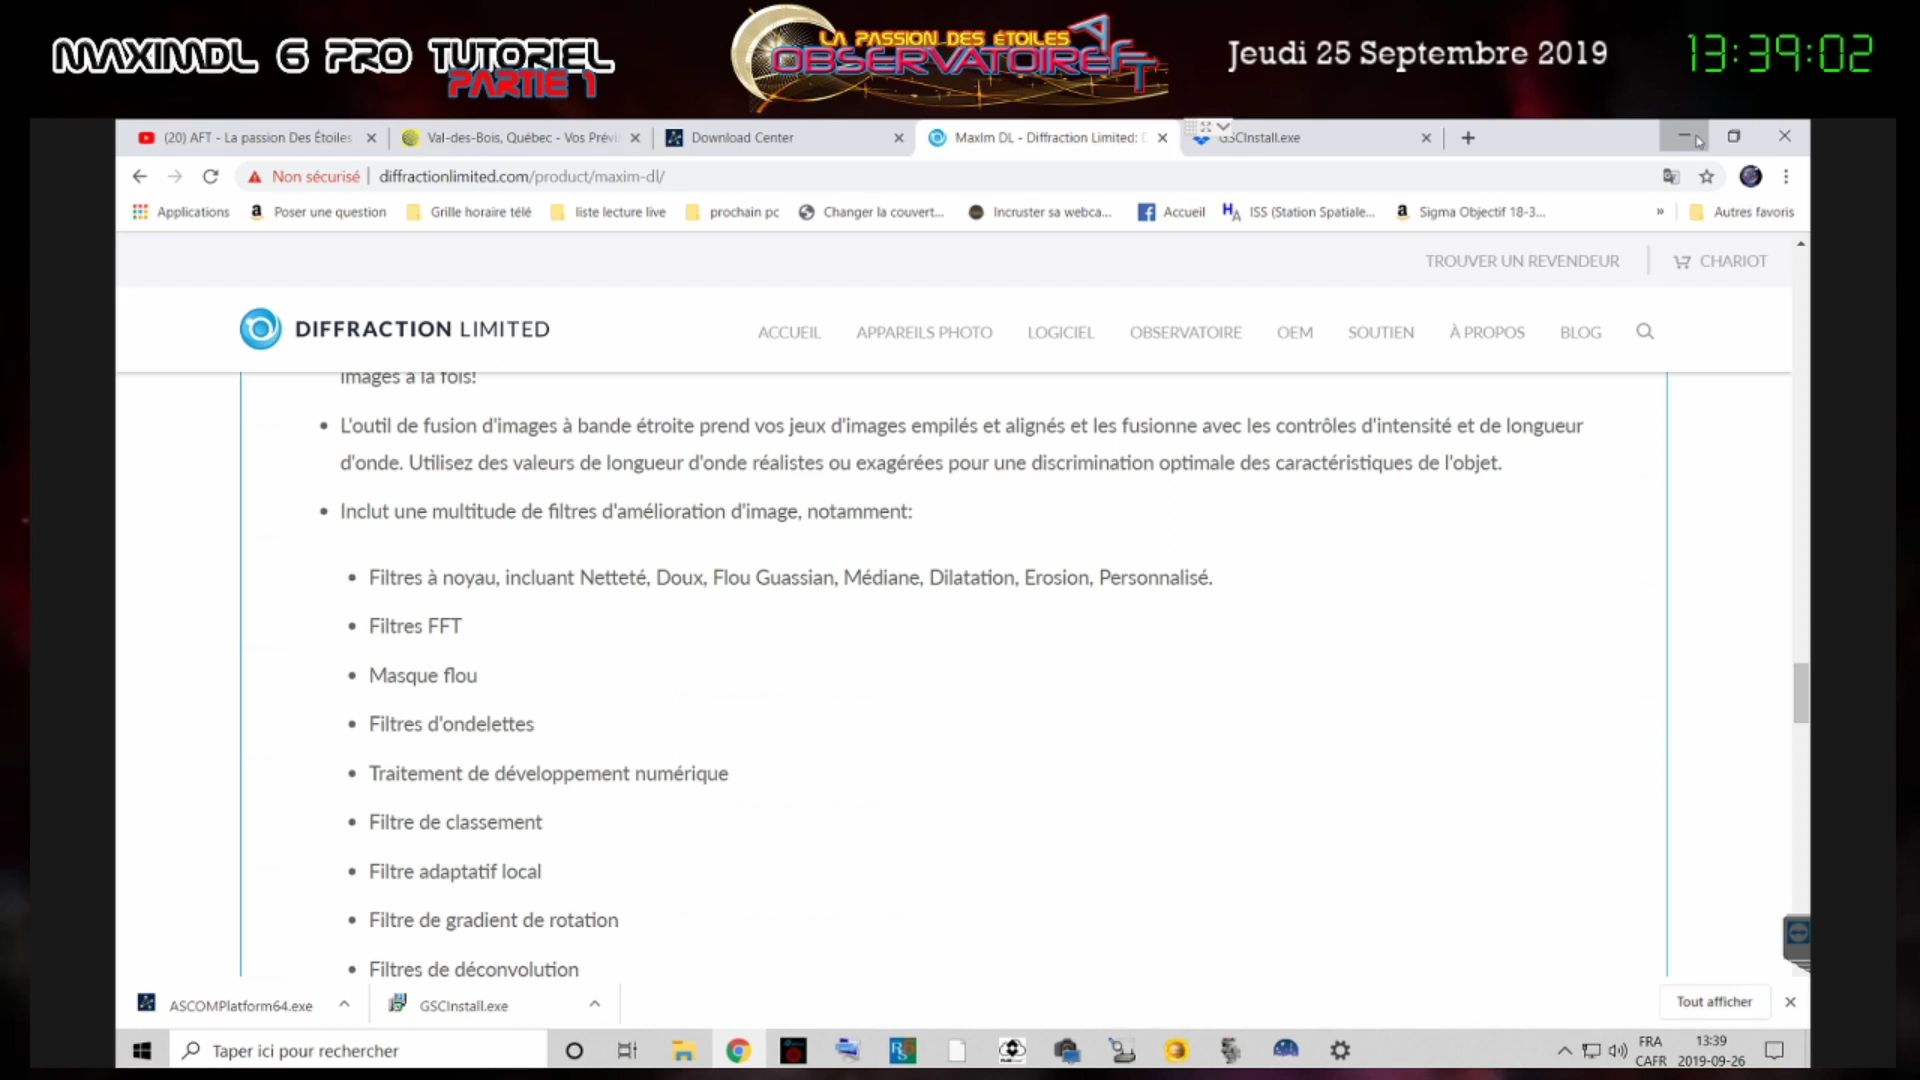 MAXIMDL 6 PRO TUTORIEL
PARTIE 1
LA PASSION DES ÉTOILES
OBSERVATOIRE AFT
Jeudi 25 Septembre 2019
13:39:02
(20) AFT - La passion Des Étoiles
Val-des-Bois, Québec - Vos Prévi
Download Center
MaxIm DL - Diffraction Limited: D
GSCInstall.exe
Non sécurisé
diffractionlimited.com/product/maxim-dl/
Applications
Poser une question
Grille horaire télé
liste lecture live
prochain pc
Changer la couvert...
Incruster sa webca...
Accueil
ISS (Station Spatiale...
Sigma Objectif 18-3...
»
Autres favoris
TROUVER UN REVENDEUR
CHARIOT
DIFFRACTION LIMITED
ACCUEIL
APPAREILS PHOTO
LOGICIEL
OBSERVATOIRE
OEM
SOUTIEN
À PROPOS
BLOG
images à la fois!
• L'outil de fusion d'images à bande étroite prend vos jeux d'images empilés et alignés et les fusionne avec les contrôles d'intensité et de longueur
d'onde. Utilisez des valeurs de longueur d'onde réalistes ou exagérées pour une discrimination optimale des caractéristiques de l'objet.
• Inclut une multitude de filtres d'amélioration d'image, notamment:
• Filtres à noyau, incluant Netteté, Doux, Flou Guassian, Médiane, Dilatation, Erosion, Personnalisé.
• Filtres FFT
• Masque flou
• Filtres d'ondelettes
• Traitement de développement numérique
• Filtre de classement
• Filtre adaptatif local
• Filtre de gradient de rotation
• Filtres de déconvolution
ASCOMPlatform64.exe
GSCInstall.exe
Tout afficher
Taper ici pour rechercher
FRA
CAFR
13:39
2019-09-26